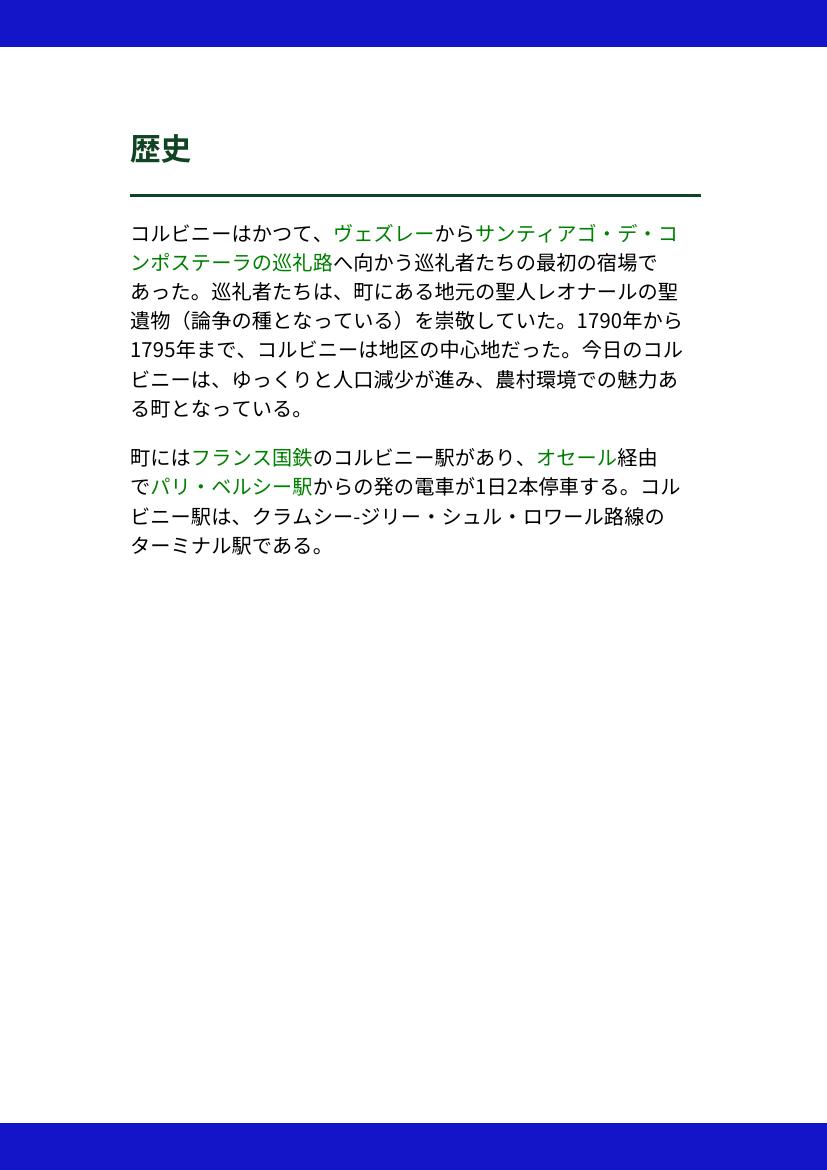 歴史
コルビニーはかつて、ヴェズレーからサンティアゴ・デ・コ
ンポステーラの巡礼路へ向かう巡礼者たちの最初の宿場で
あった。巡礼者たちは、町にある地元の聖人レオナールの聖
遺物（論争の種となっている）を崇敬していた。1790年から
1795年まで、コルビニーは地区の中心地だった。今日のコル
ビニーは、ゆっくりと人口減少が進み、農村環境での魅力あ
る町となっている。
町にはフランス国鉄のコルビニー駅があり、オセール経由
でパリ・ベルシー駅からの発の電車が1日2本停車する。コル
ビニー駅は、クラムシー-ジリー・シュル・ロワール路線の
ターミナル駅である。